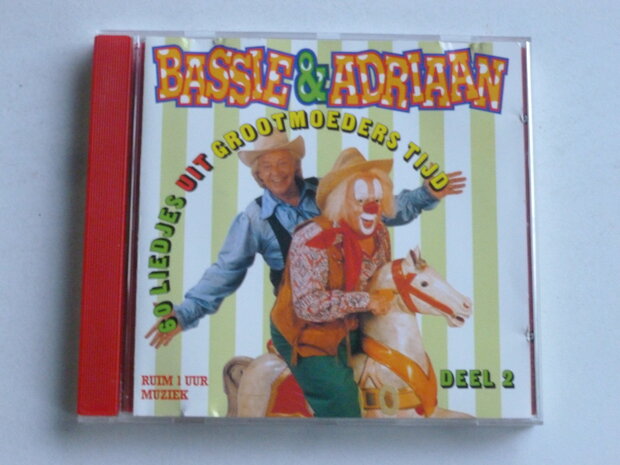 BASSIE & ADRIAAN
60 LIEDJES UIT GROOTMOEDERS TIJD
RUIM 1 UUR
MUZIEK
DEEL 2